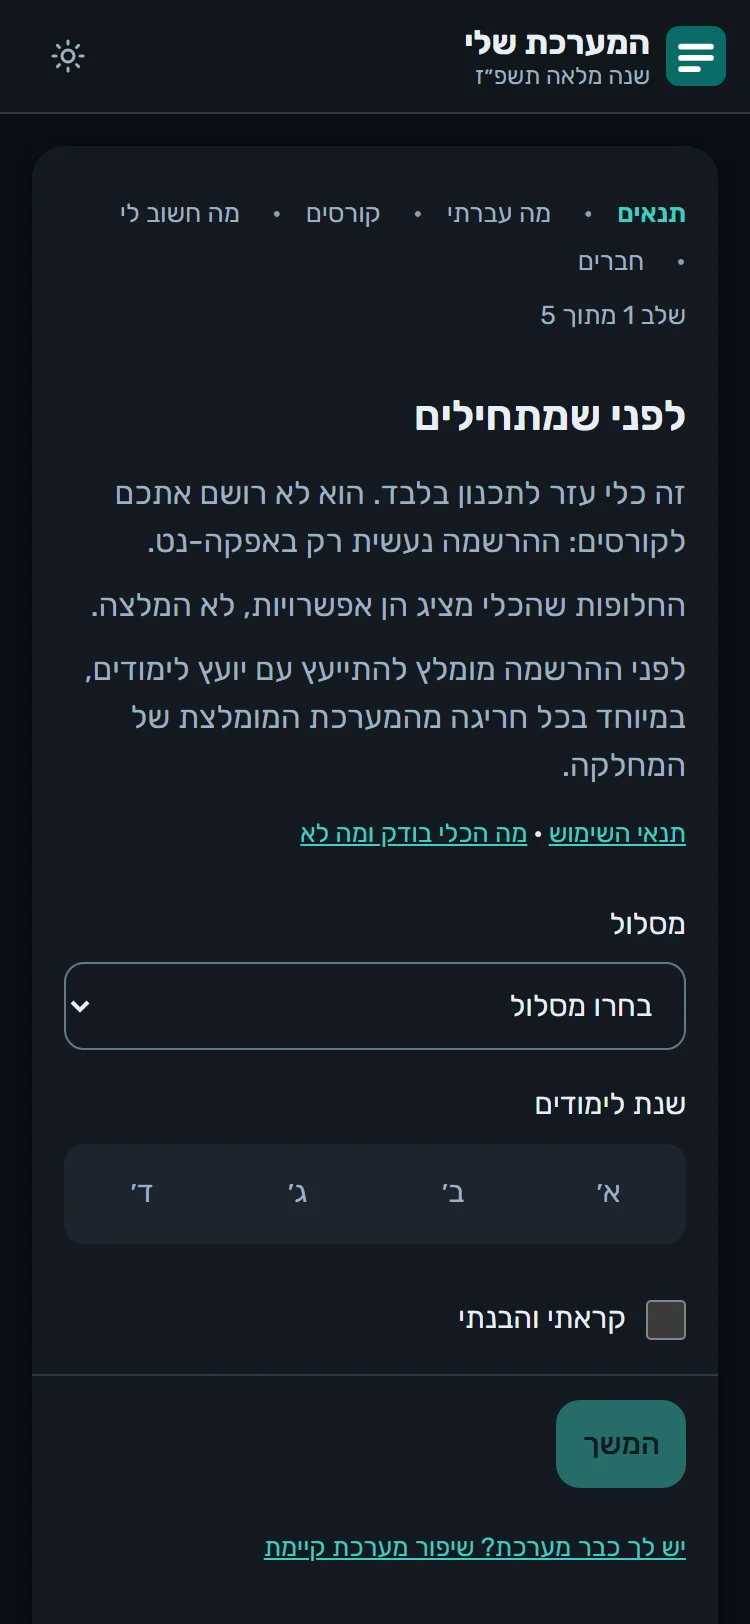 המערכת שלי
שנה מלאה תשפ״ז
תנאים • מה עברתי • קורסים • מה חשוב לי
• חברים
שלב 1 מתוך 5
לפני שמתחילים
זה כלי עזר לתכנון בלבד. הוא לא רושם אתכם
לקורסים: ההרשמה נעשית רק באפקה-נט.
החלופות שהכלי מציג הן אפשרויות, לא המלצה.
לפני ההרשמה מומלץ להתייעץ עם יועץ לימודים,
במיוחד בכל חריגה מהמערכת המומלצת של
המחלקה.
תנאי השימוש • מה הכלי בודק ומה לא
מסלול
בחרו מסלול
שנת לימודים
א׳ ב׳ ג׳ ד׳
קראתי והבנתי
המשך
יש לך כבר מערכת? שיפור מערכת קיימת